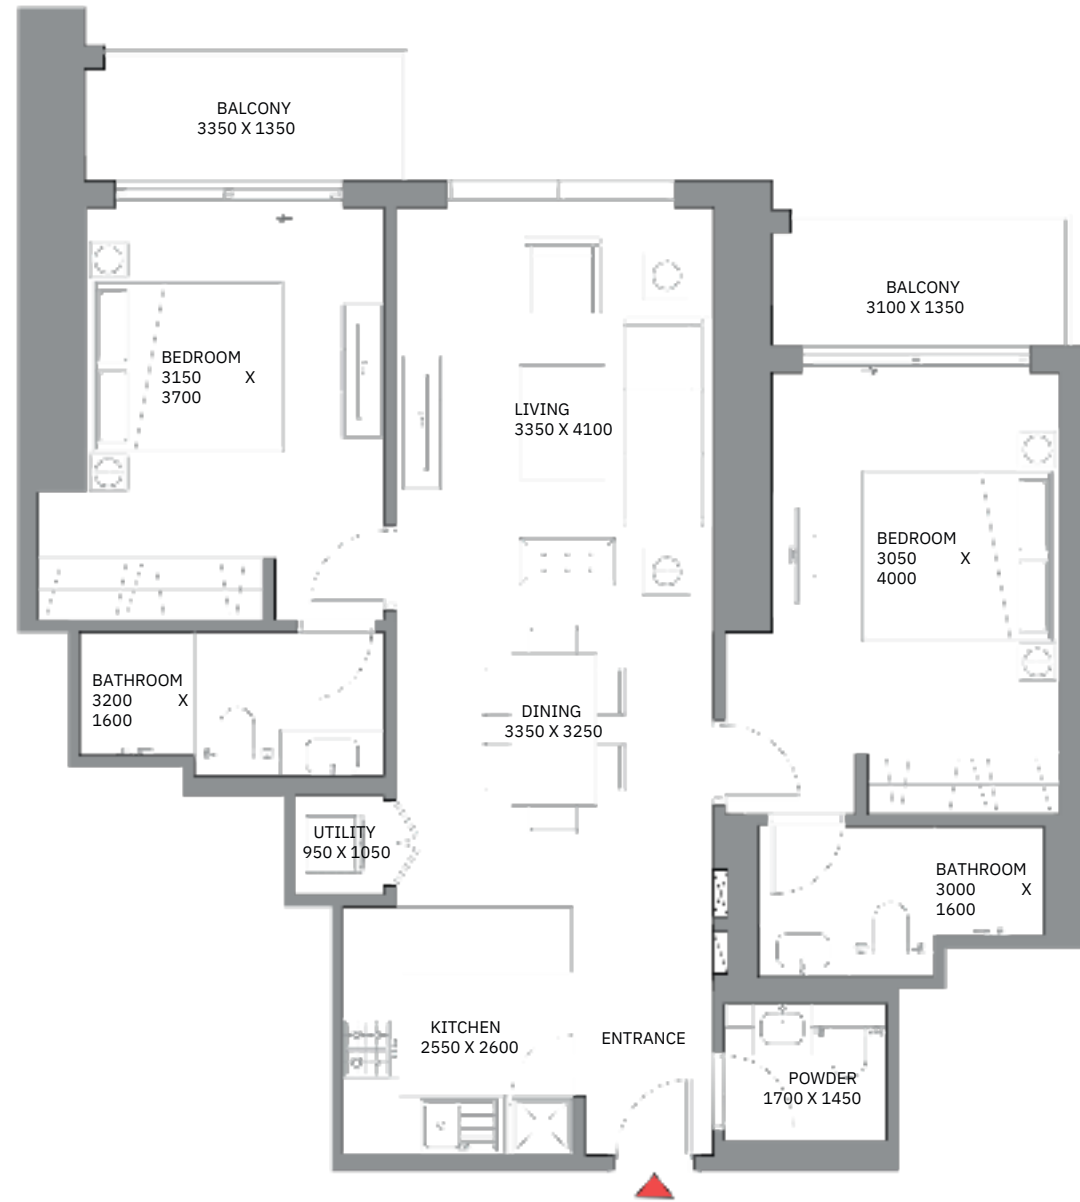 BALCONY
3350 X 1350
BALCONY
3100 X 1350
BEDROOM
3150 X
3700
LIVING
3350 X 4100
BEDROOM
3050 X
4000
BATHROOM
3200 X
1600
DINING
3350 X 3250
UTILITY
950 X 1050
BATHROOM
3000 X
1600
KITCHEN
2550 X 2600
ENTRANCE
POWDER
1700 X 1450